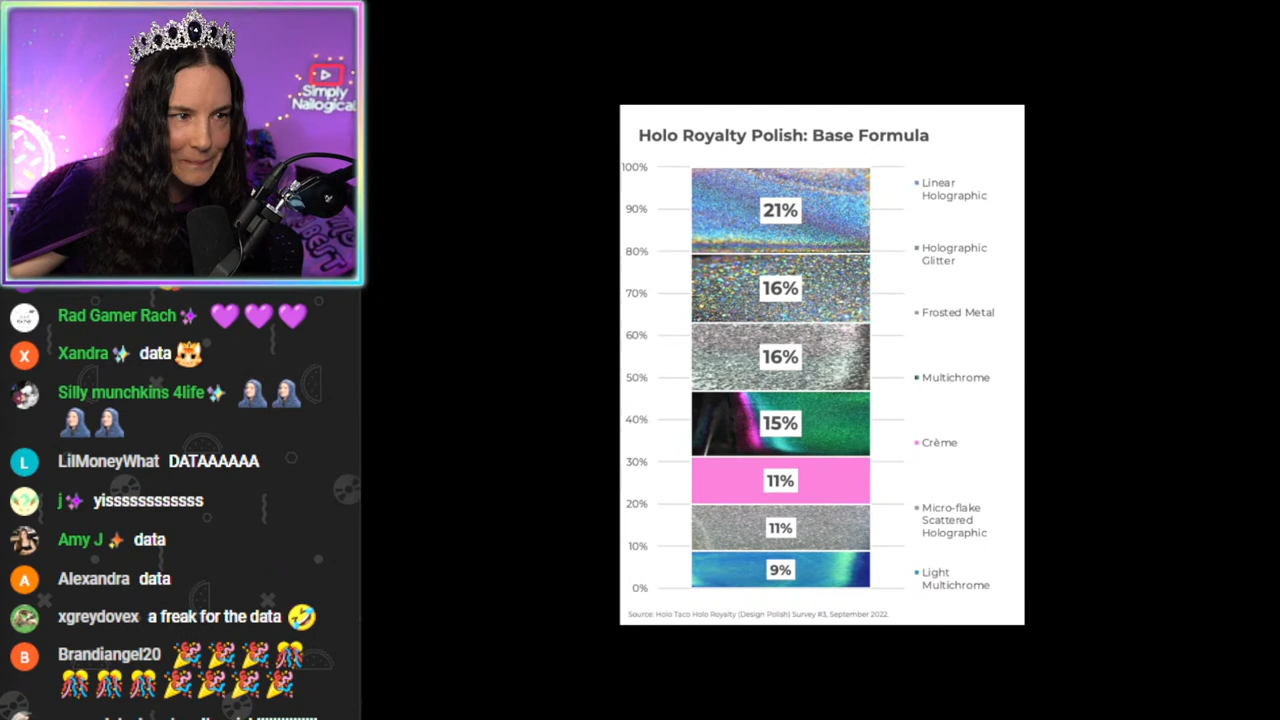 Simply
Nailogical
Rad Gamer Rach
Xandra data
Silly munchkins 4life
L LilMoneyWhat DATAAAAAA
j yisssssssssssss
Amy J data
A Alexandra data
xgreydovex a freak for the data
B Brandiangel20
X
Holo Royalty Polish: Base Formula
100%
90%
80%
70%
60%
50%
40%
30%
20%
10%
0%
21%
16%
16%
15%
11%
11%
9%
Linear
Holographic
Holographic
Glitter
Frosted Metal
Multichrome
Crème
Micro-flake
Scattered
Holographic
Light
Multichrome
Source: Holo Taco Holo Royalty (Design Polish) Survey #3, September 2022.